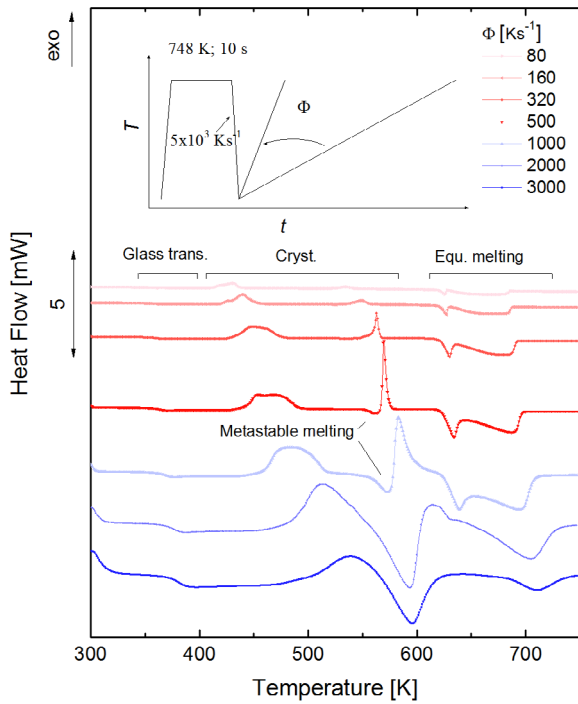 exo
748 K; 10 s
Φ
5x10³ Ks⁻¹
T
t
Φ [Ks⁻¹]
80
160
320
500
1000
2000
3000
Glass trans.
Cryst.
Equ. melting
5
Heat Flow [mW]
Metastable melting
300
400
500
600
700
Temperature [K]